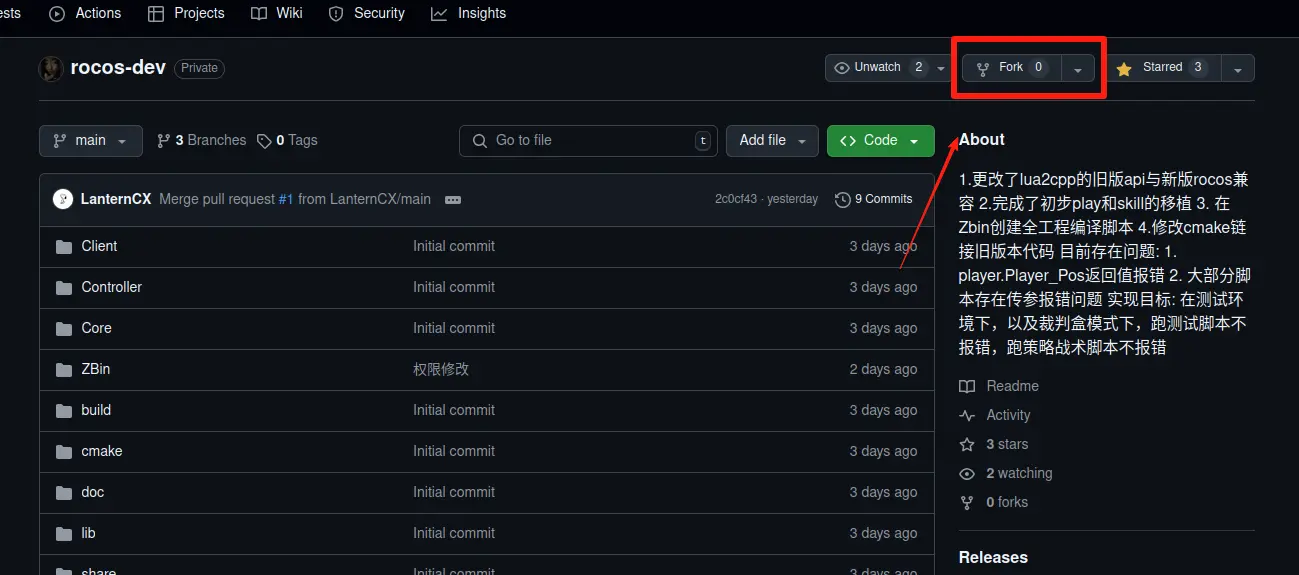 ests Actions Projects Wiki Security Insights
rocos-dev Private Unwatch 2 Fork 0 Starred 3
main 3 Branches 0 Tags Go to file t Add file Code
About
1.更改了lua2cpp的旧版api与新版rocos兼
容 2.完成了初步play和skill的移植 3. 在
Zbin创建全工程编译脚本 4.修改cmake链
接旧版本代码 目前存在问题: 1.
player.Player_Pos返回值报错 2. 大部分脚
本存在传参报错问题 实现目标: 在测试环
境下，以及裁判盒模式下，跑测试脚本不
报错，跑策略战术脚本不报错
Readme
Activity
3 stars
2 watching
0 forks
Releases
LanternCX Merge pull request #1 from LanternCX/main 2c0cf43 · yesterday 9 Commits
Client Initial commit 3 days ago
Controller Initial commit 3 days ago
Core Initial commit 3 days ago
ZBin 权限修改 2 days ago
build Initial commit 3 days ago
cmake Initial commit 3 days ago
doc Initial commit 3 days ago
lib Initial commit 3 days ago
share Initial commit 3 days ago